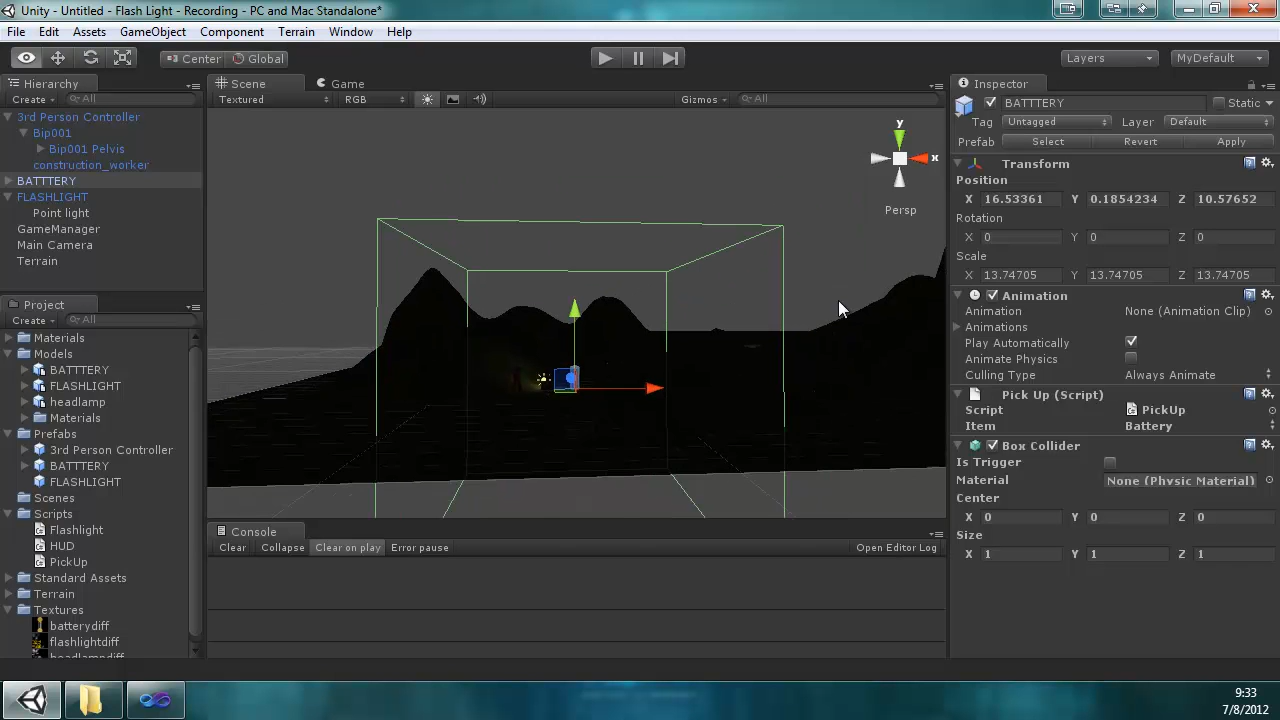 Unity - Untitled - Flash Light - Recording - PC and Mac Standalone*
File Edit Assets GameObject Component Terrain Window Help
Center Global Layers MyDefault
Hierarchy
Create All
3rd Person Controller
Bip001
Bip001 Pelvis
construction_worker
BATTTERY
FLASHLIGHT
Point light
GameManager
Main Camera
Terrain
Project
Create All
Materials
Models
BATTTERY
FLASHLIGHT
headlamp
Materials
Prefabs
3rd Person Controller
BATTTERY
FLASHLIGHT
Scenes
Scripts
Flashlight
HUD
PickUp
Standard Assets
Terrain
Textures
batterydiff
flashlightdiff
headlampdiff
Scene Game
Textured RGB Gizmos All
y
x
Persp
Console
Clear Collapse Clear on play Error pause Open Editor Log
Inspector
BATTTERY Static
Tag Untagged Layer Default
Prefab Select Revert Apply
Transform
Position
X 16.53361 Y 0.1854234 Z 10.57652
Rotation
X 0 Y 0 Z 0
Scale
X 13.74705 Y 13.74705 Z 13.74705
Animation
Animation None (Animation Clip)
Animations
Play Automatically
Animate Physics
Culling Type Always Animate
Pick Up (Script)
Script PickUp
Item Battery
Box Collider
Is Trigger
Material None (Physic Material)
Center
X 0 Y 0 Z 0
Size
X 1 Y 1 Z 1
9:33
7/8/2012